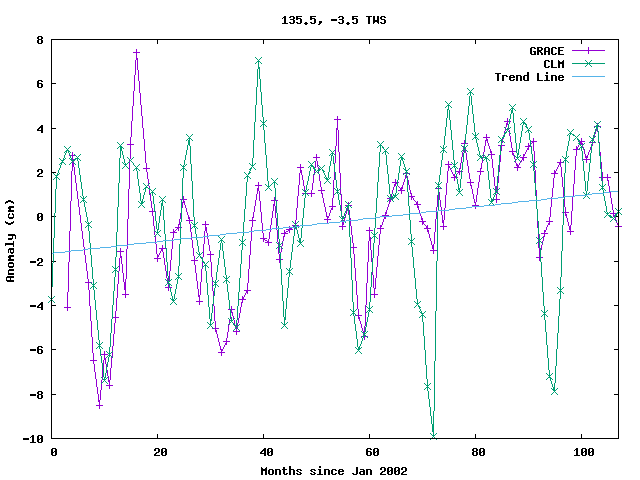 135.5, -3.5 TWS
GRACE
CLM
Trend Line
8
6
4
2
0
-2
-4
-6
-8
-10
Anomaly (cm)
0 20 40 60 80 100
Months since Jan 2002